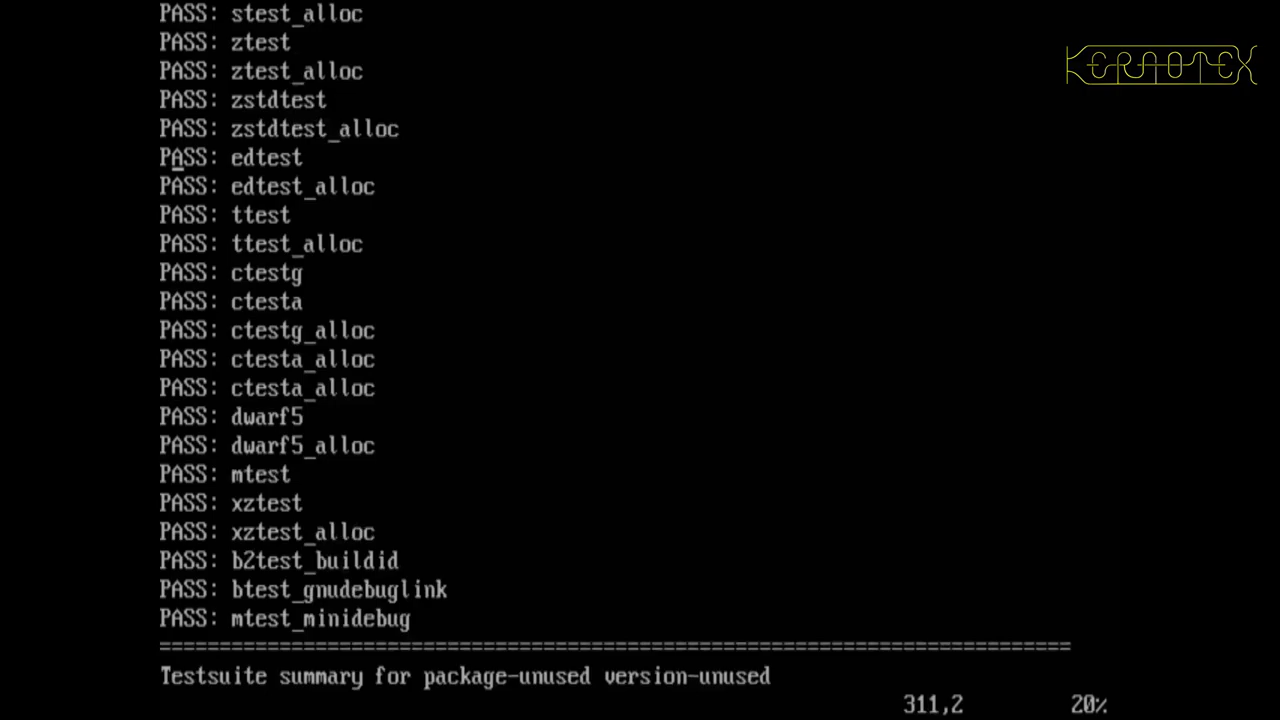 PASS: stest_alloc
PASS: ztest
KERNOTEX
PASS: ztest_alloc
PASS: zstdtest
PASS: zstdtest_alloc
PASS: edtest
PASS: edtest_alloc
PASS: ttest
PASS: ttest_alloc
PASS: ctestg
PASS: ctesta
PASS: ctestg_alloc
PASS: ctesta_alloc
PASS: ctesta_alloc
PASS: dwarf5
PASS: dwarf5_alloc
PASS: mtest
PASS: xztest
PASS: xztest_alloc
PASS: b2test_buildid
PASS: btest_gnudebuglink
PASS: mtest_minidebug
============================================================================
Testsuite summary for package-unused version-unused
311,2 20%